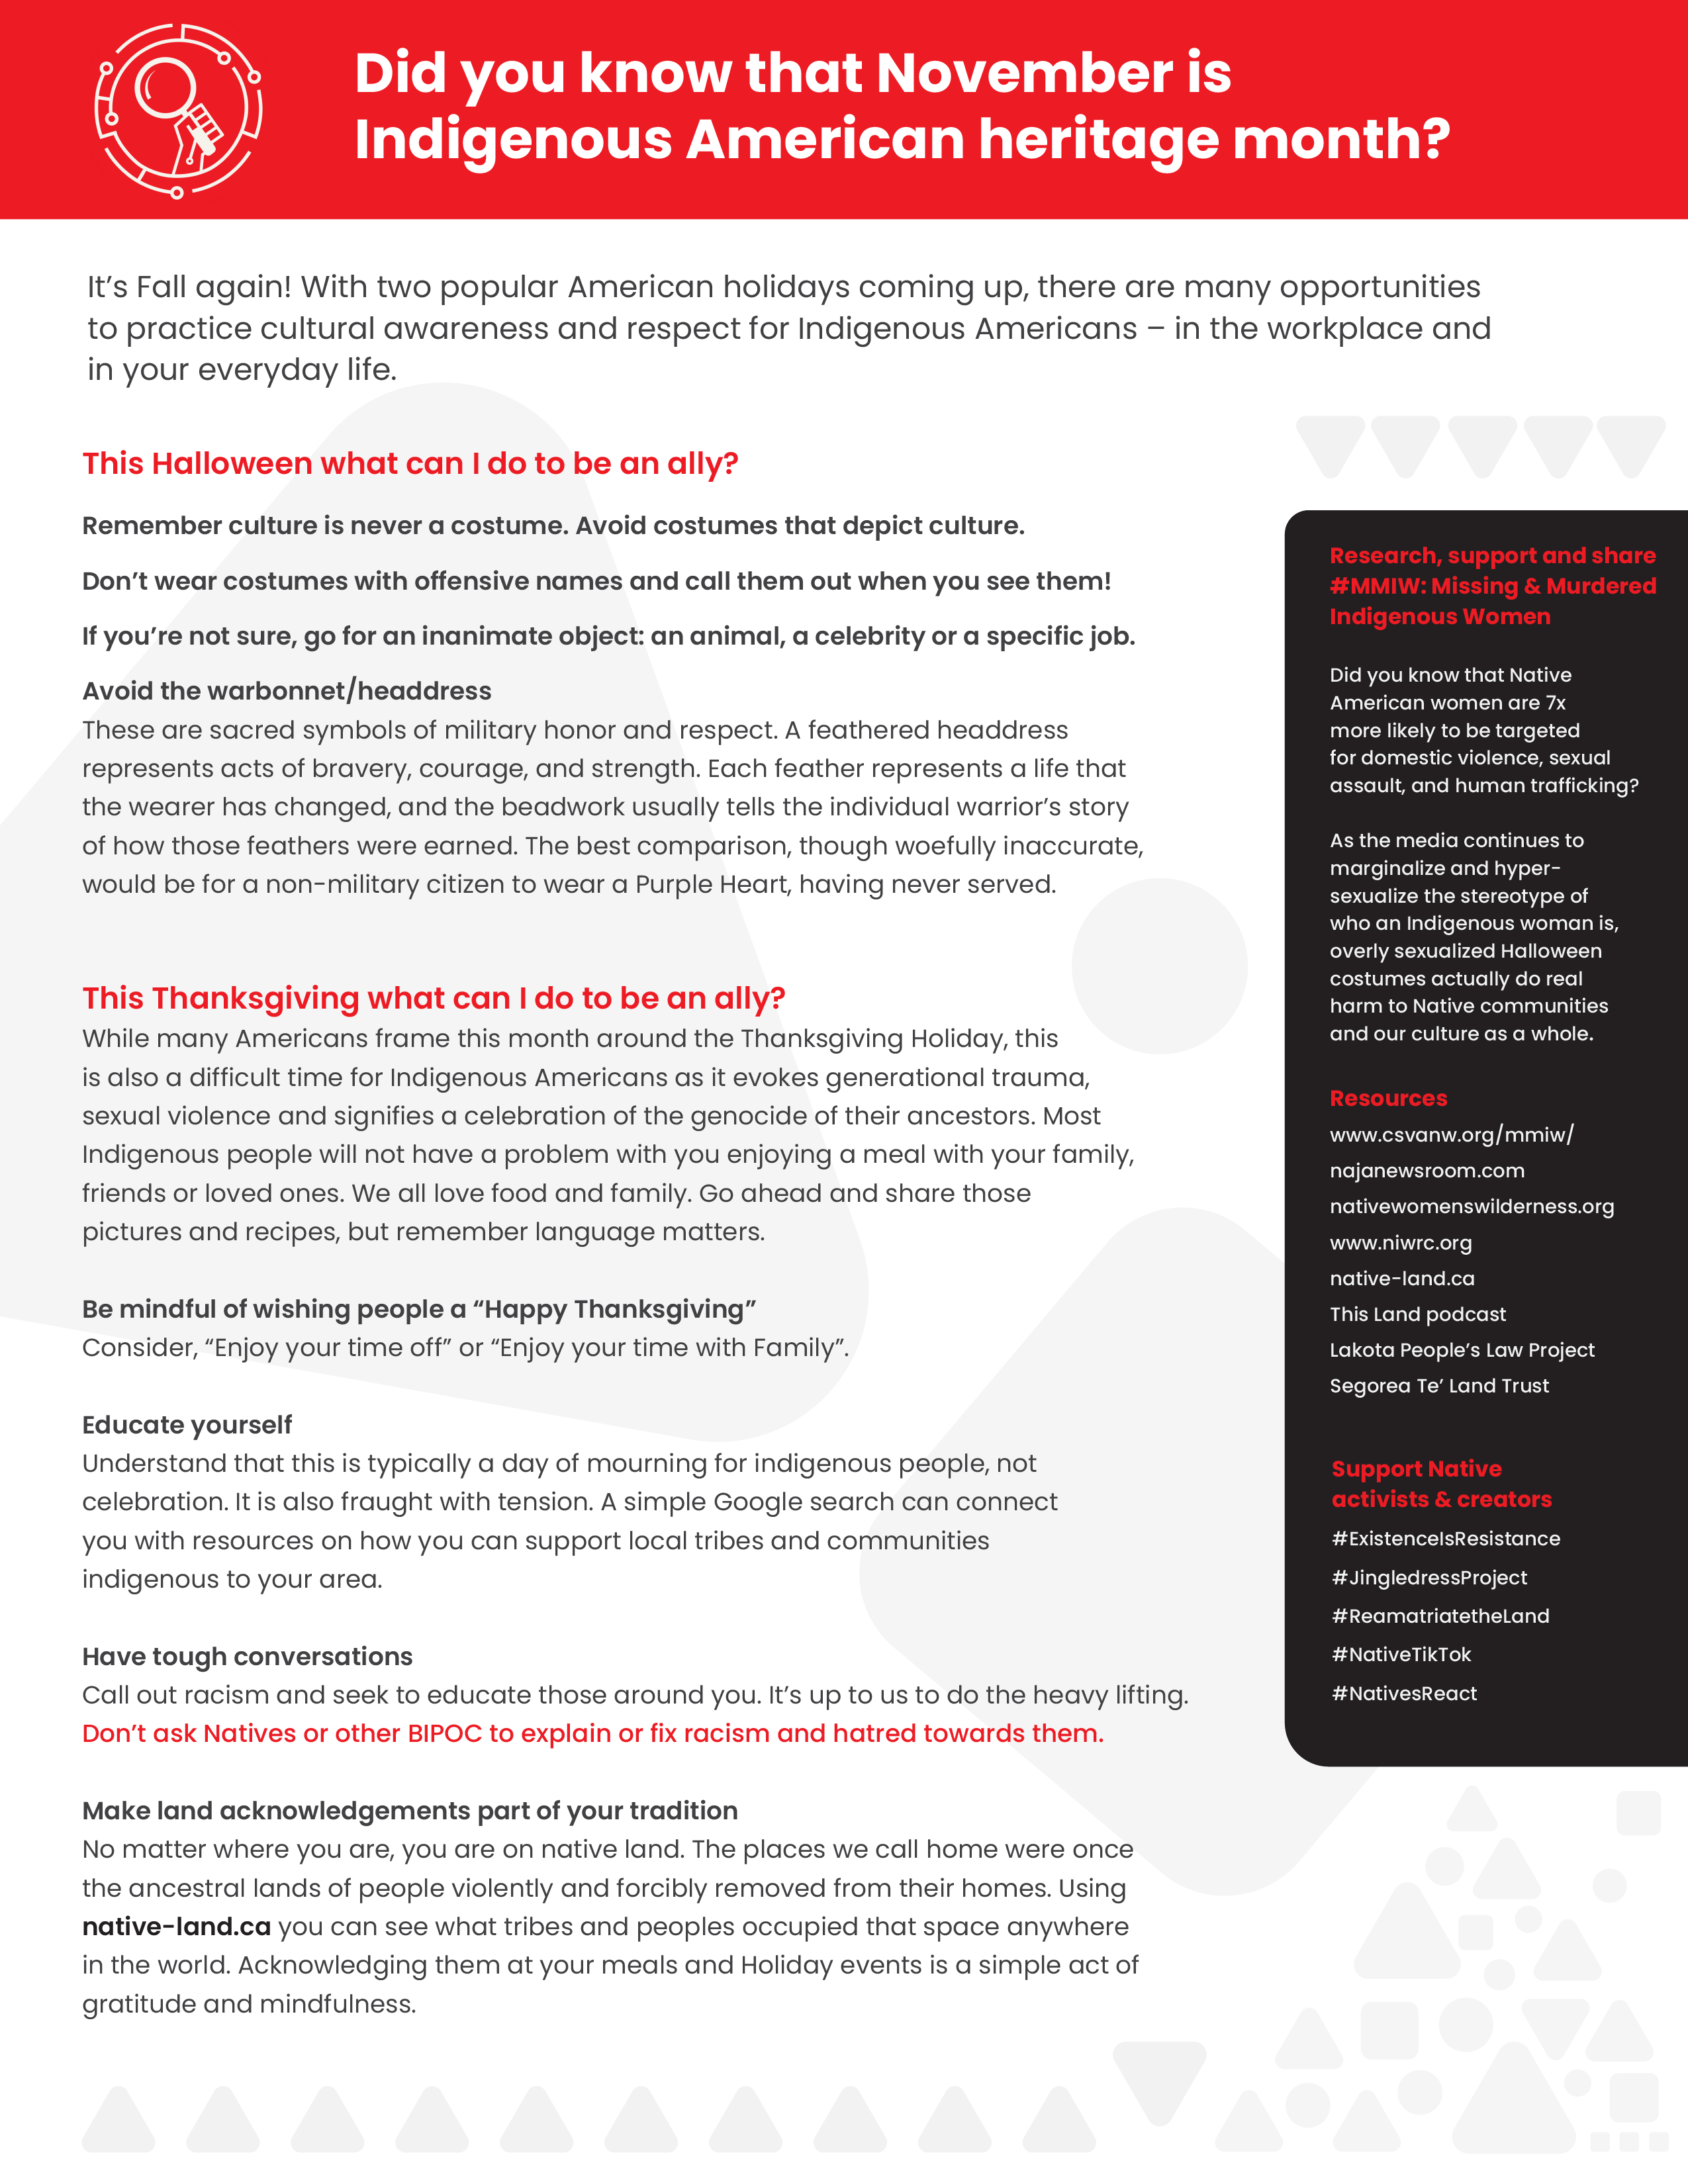 Did you know that November is
Indigenous American heritage month?
It’s Fall again! With two popular American holidays coming up, there are many opportunities
to practice cultural awareness and respect for Indigenous Americans – in the workplace and
in your everyday life.
This Halloween what can I do to be an ally?
Remember culture is never a costume. Avoid costumes that depict culture.
Don’t wear costumes with offensive names and call them out when you see them!
If you’re not sure, go for an inanimate object: an animal, a celebrity or a specific job.
Avoid the warbonnet/headdress
These are sacred symbols of military honor and respect. A feathered headdress
represents acts of bravery, courage, and strength. Each feather represents a life that
the wearer has changed, and the beadwork usually tells the individual warrior’s story
of how those feathers were earned. The best comparison, though woefully inaccurate,
would be for a non-military citizen to wear a Purple Heart, having never served.
This Thanksgiving what can I do to be an ally?
While many Americans frame this month around the Thanksgiving Holiday, this
is also a difficult time for Indigenous Americans as it evokes generational trauma,
sexual violence and signifies a celebration of the genocide of their ancestors. Most
Indigenous people will not have a problem with you enjoying a meal with your family,
friends or loved ones. We all love food and family. Go ahead and share those
pictures and recipes, but remember language matters.
Be mindful of wishing people a “Happy Thanksgiving”
Consider, “Enjoy your time off” or “Enjoy your time with Family”.
Educate yourself
Understand that this is typically a day of mourning for indigenous people, not
celebration. It is also fraught with tension. A simple Google search can connect
you with resources on how you can support local tribes and communities
indigenous to your area.
Have tough conversations
Call out racism and seek to educate those around you. It’s up to us to do the heavy lifting.
Don’t ask Natives or other BIPOC to explain or fix racism and hatred towards them.
Make land acknowledgements part of your tradition
No matter where you are, you are on native land. The places we call home were once
the ancestral lands of people violently and forcibly removed from their homes. Using
native-land.ca you can see what tribes and peoples occupied that space anywhere
in the world. Acknowledging them at your meals and Holiday events is a simple act of
gratitude and mindfulness.
Research, support and share
#MMIW: Missing & Murdered
Indigenous Women
Did you know that Native
American women are 7x
more likely to be targeted
for domestic violence, sexual
assault, and human trafficking?
As the media continues to
marginalize and hyper-
sexualize the stereotype of
who an Indigenous woman is,
overly sexualized Halloween
costumes actually do real
harm to Native communities
and our culture as a whole.
Resources
www.csvanw.org/mmiw/
najanewsroom.com
nativewomenswilderness.org
www.niwrc.org
native-land.ca
This Land podcast
Lakota People’s Law Project
Segorea Te’ Land Trust
Support Native
activists & creators
#ExistenceIsResistance
#JingledressProject
#ReamatriatetheLand
#NativeTikTok
#NativesReact